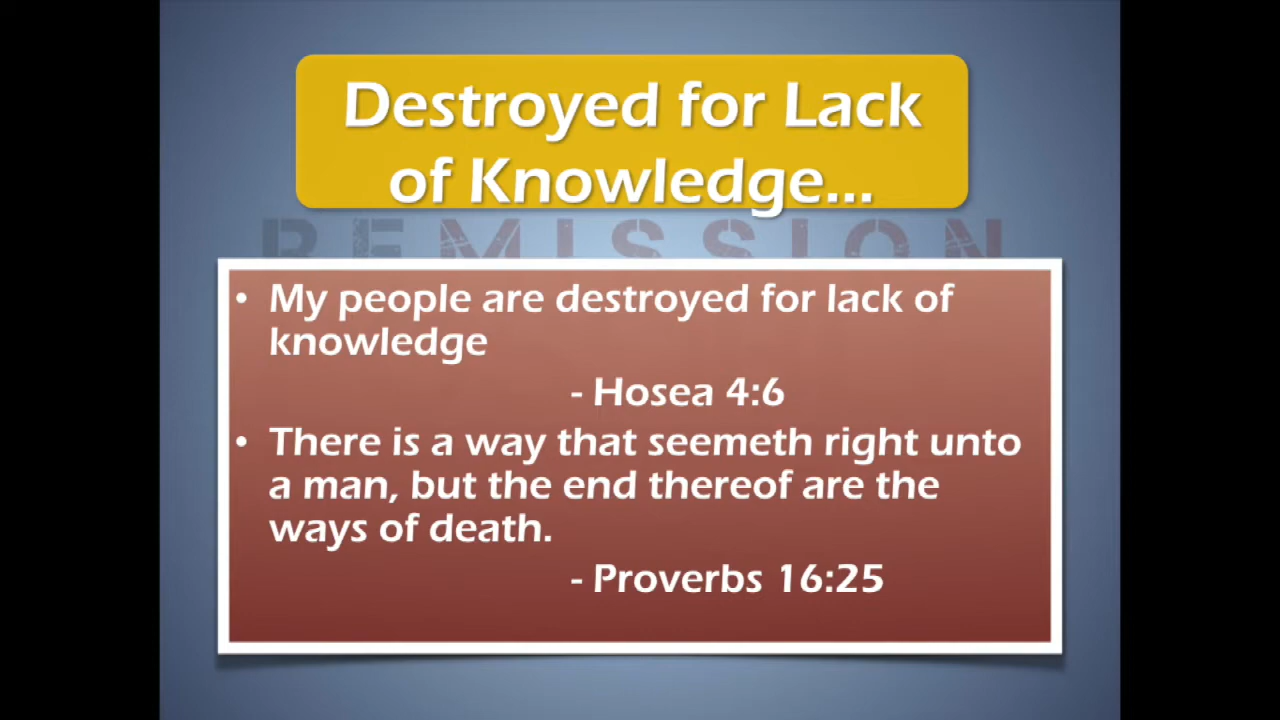 Destroyed for Lack
of Knowledge...
REMISSION
• My people are destroyed for lack of
knowledge
- Hosea 4:6
• There is a way that seemeth right unto
a man, but the end thereof are the
ways of death.
- Proverbs 16:25